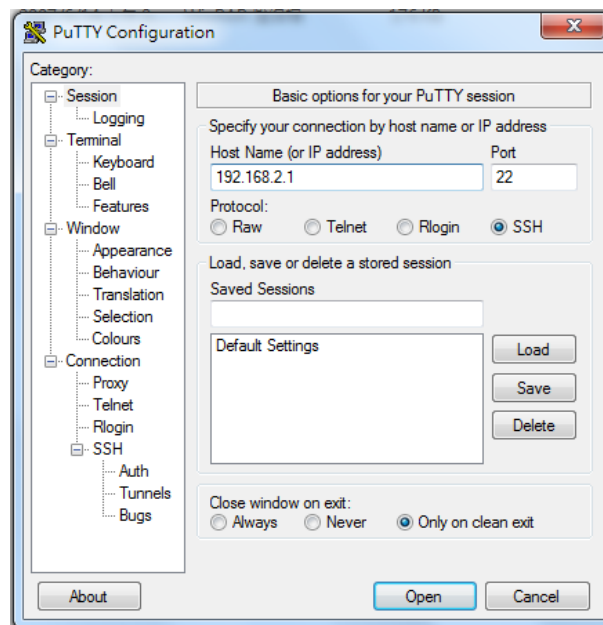 PuTTY Configuration
Category:
Session
Logging
Terminal
Keyboard
Bell
Features
Window
Appearance
Behaviour
Translation
Selection
Colours
Connection
Proxy
Telnet
Rlogin
SSH
Auth
Tunnels
Bugs
Basic options for your PuTTY session
Specify your connection by host name or IP address
Host Name (or IP address) Port
192.168.2.1 22
Protocol:
Raw Telnet Rlogin SSH
Load, save or delete a stored session
Saved Sessions
Default Settings
Load
Save
Delete
Close window on exit:
Always Never Only on clean exit
About Open Cancel